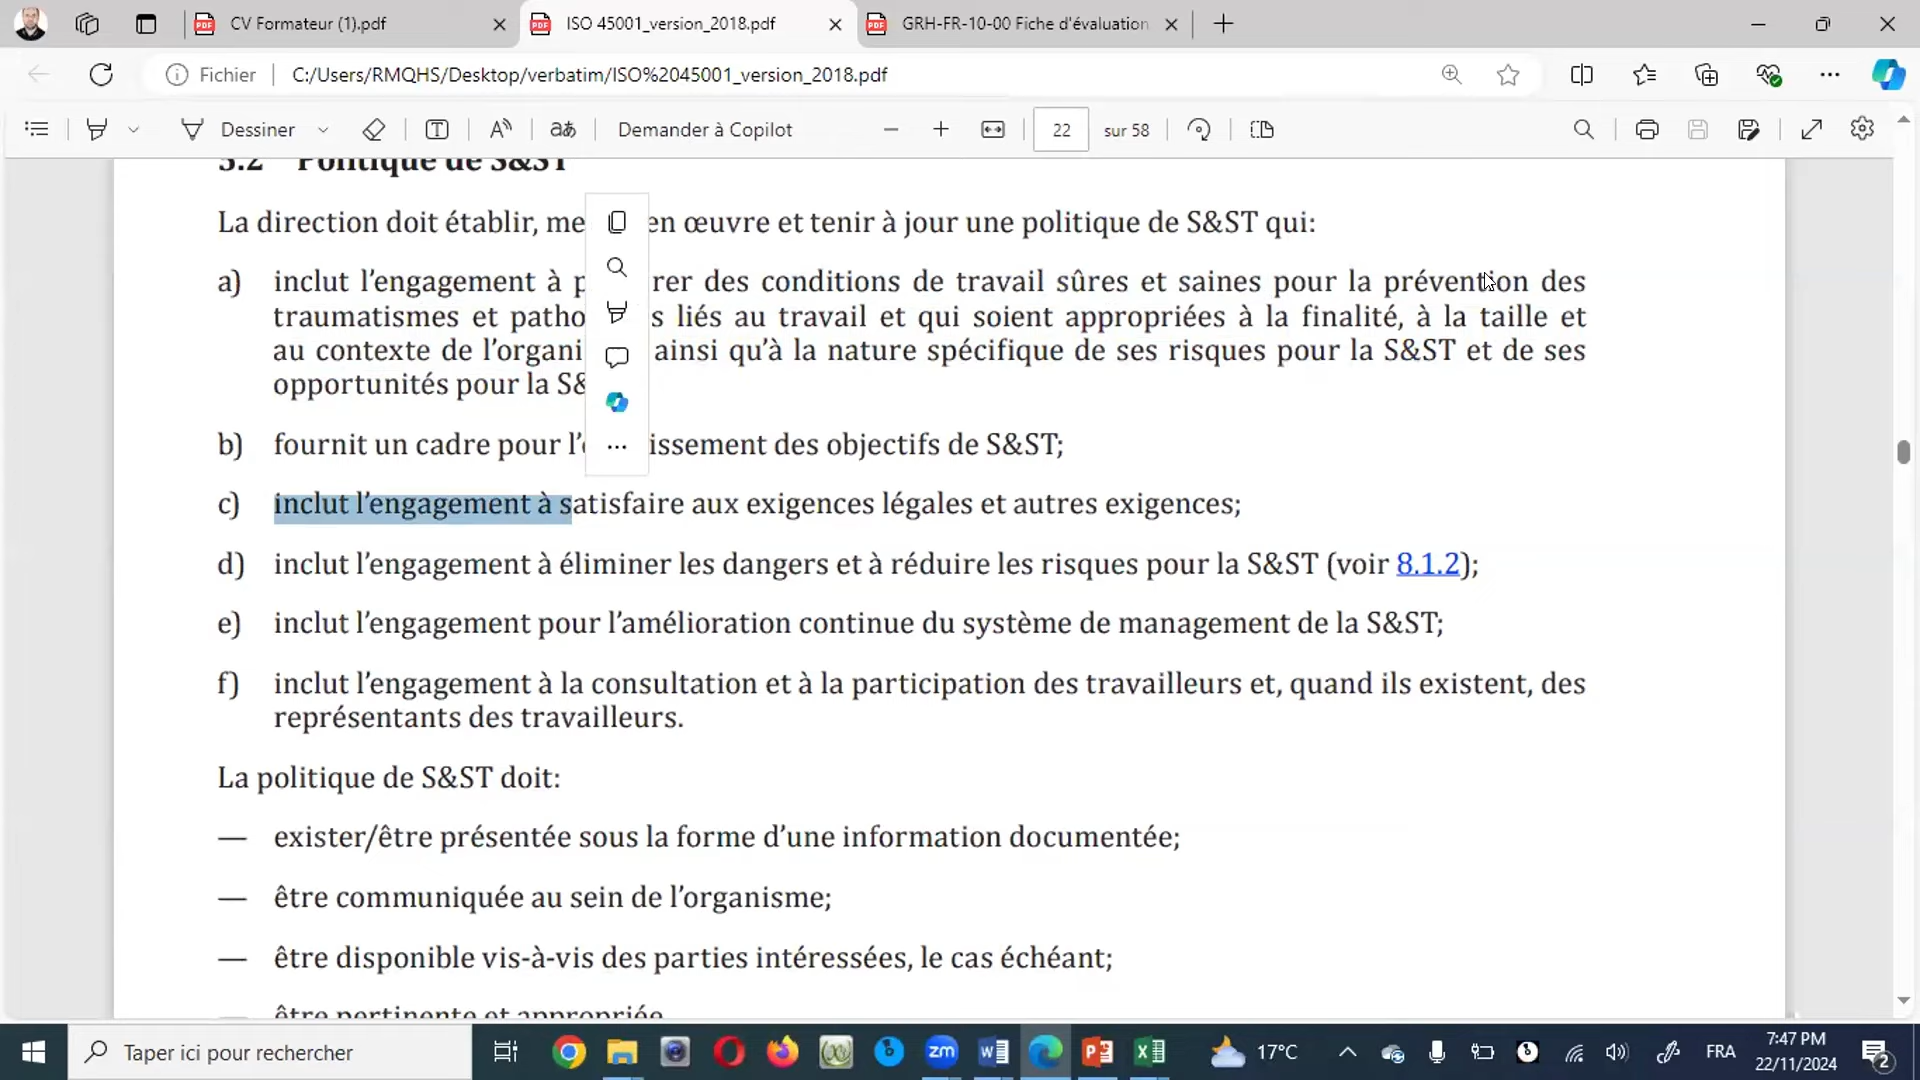 CV Formateur (1).pdf
ISO 45001_version_2018.pdf
GRH-FR-10-00 Fiche d'évaluation
Fichier
C:/Users/RMQHS/Desktop/verbatim/ISO%2045001_version_2018.pdf
Dessiner
Demander à Copilot
22
sur 58
5.2 Politique de S&ST
La direction doit établir, me en œuvre et tenir à jour une politique de S&ST qui:
a) inclut l’engagement à p rer des conditions de travail sûres et saines pour la prévention des
traumatismes et patho s liés au travail et qui soient appropriées à la finalité, à la taille et
au contexte de l’organi ainsi qu’à la nature spécifique de ses risques pour la S&ST et de ses
opportunités pour la S&
b) fournit un cadre pour l’ issement des objectifs de S&ST;
c) inclut l’engagement à satisfaire aux exigences légales et autres exigences;
d) inclut l’engagement à éliminer les dangers et à réduire les risques pour la S&ST (voir 8.1.2);
e) inclut l’engagement pour l’amélioration continue du système de management de la S&ST;
f) inclut l’engagement à la consultation et à la participation des travailleurs et, quand ils existent, des
représentants des travailleurs.
La politique de S&ST doit:
— exister/être présentée sous la forme d’une information documentée;
— être communiquée au sein de l’organisme;
— être disponible vis-à-vis des parties intéressées, le cas échéant;
— être pertinente et appropriée.
Taper ici pour rechercher
17°C
FRA
7:47 PM
22/11/2024
2